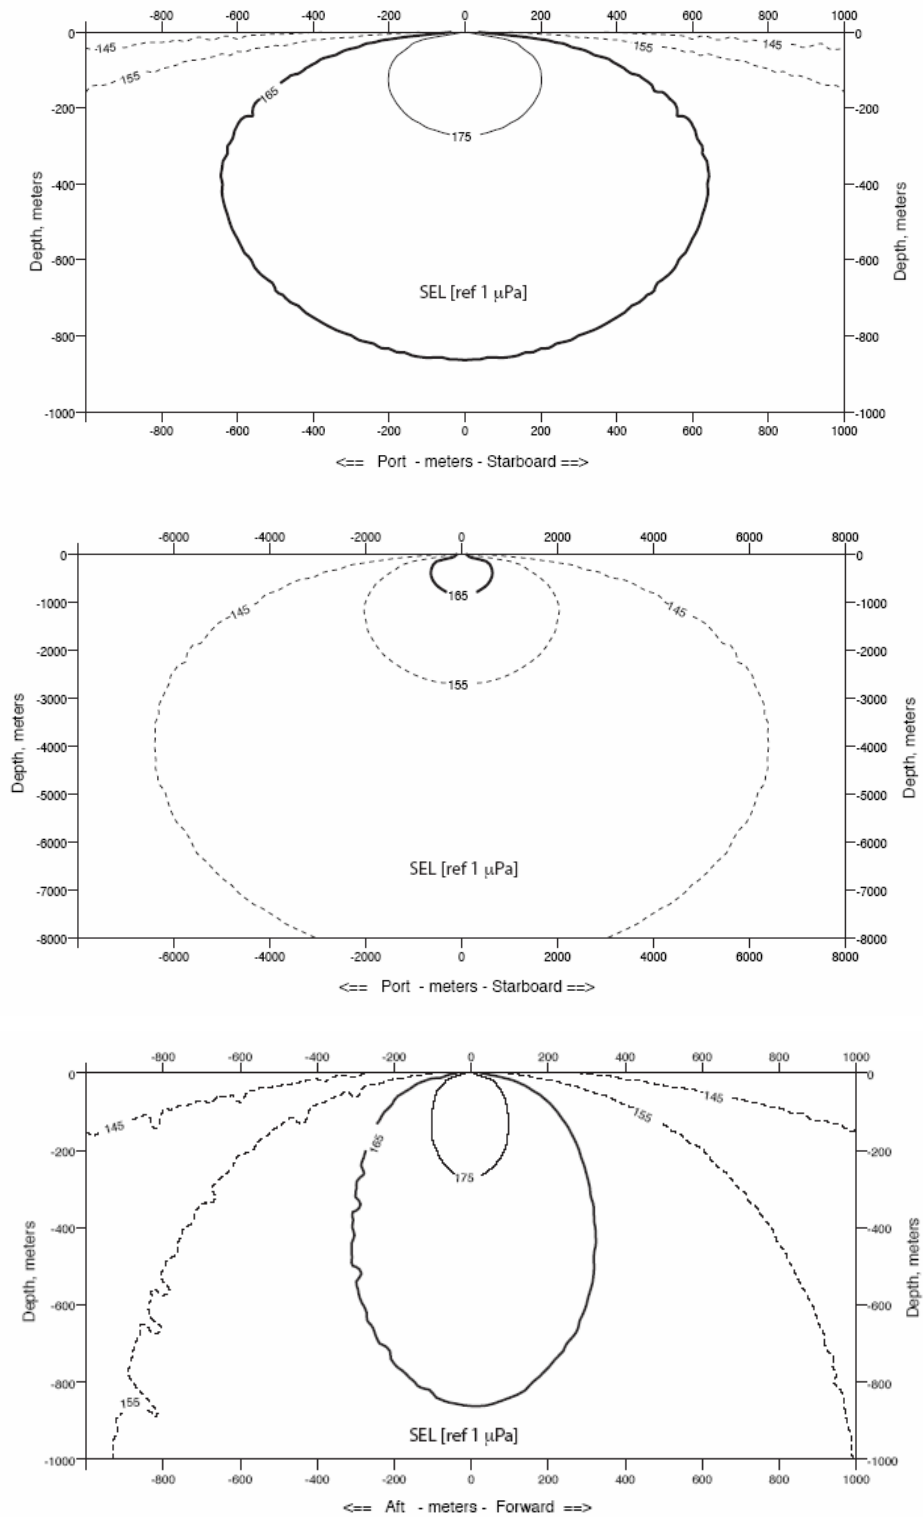 -800 -600 -400 -200 0 200 400 600 800 1000
0 0
145 155 145
155
165
-200 -200
175
-400 -400
Depth, meters Depth, meters
-600 -600
SEL [ref 1 µPa]
-800 -800
-1000 -1000
-800 -600 -400 -200 0 200 400 600 800 1000
<== Port - meters - Starboard ==>
-6000 -4000 -2000 0 2000 4000 6000 8000
0 0
165
-1000 -1000
145 145
-2000 -2000
155
-3000 -3000
Depth, meters Depth, meters
-4000 -4000
-5000 -5000
-6000 -6000
SEL [ref 1 µPa]
-7000 -7000
-8000 -8000
-6000 -4000 -2000 0 2000 4000 6000 8000
<== Port - meters - Starboard ==>
-800 -600 -400 -200 0 200 400 600 800 1000
0 0
145 155 145
165
-200 -200
175
-400 -400
Depth, meters Depth, meters
-600 -600
-800 -800
155
SEL [ref 1 µPa]
-1000 -1000
-800 -600 -400 -200 0 200 400 600 800 1000
<== Aft - meters - Forward ==>